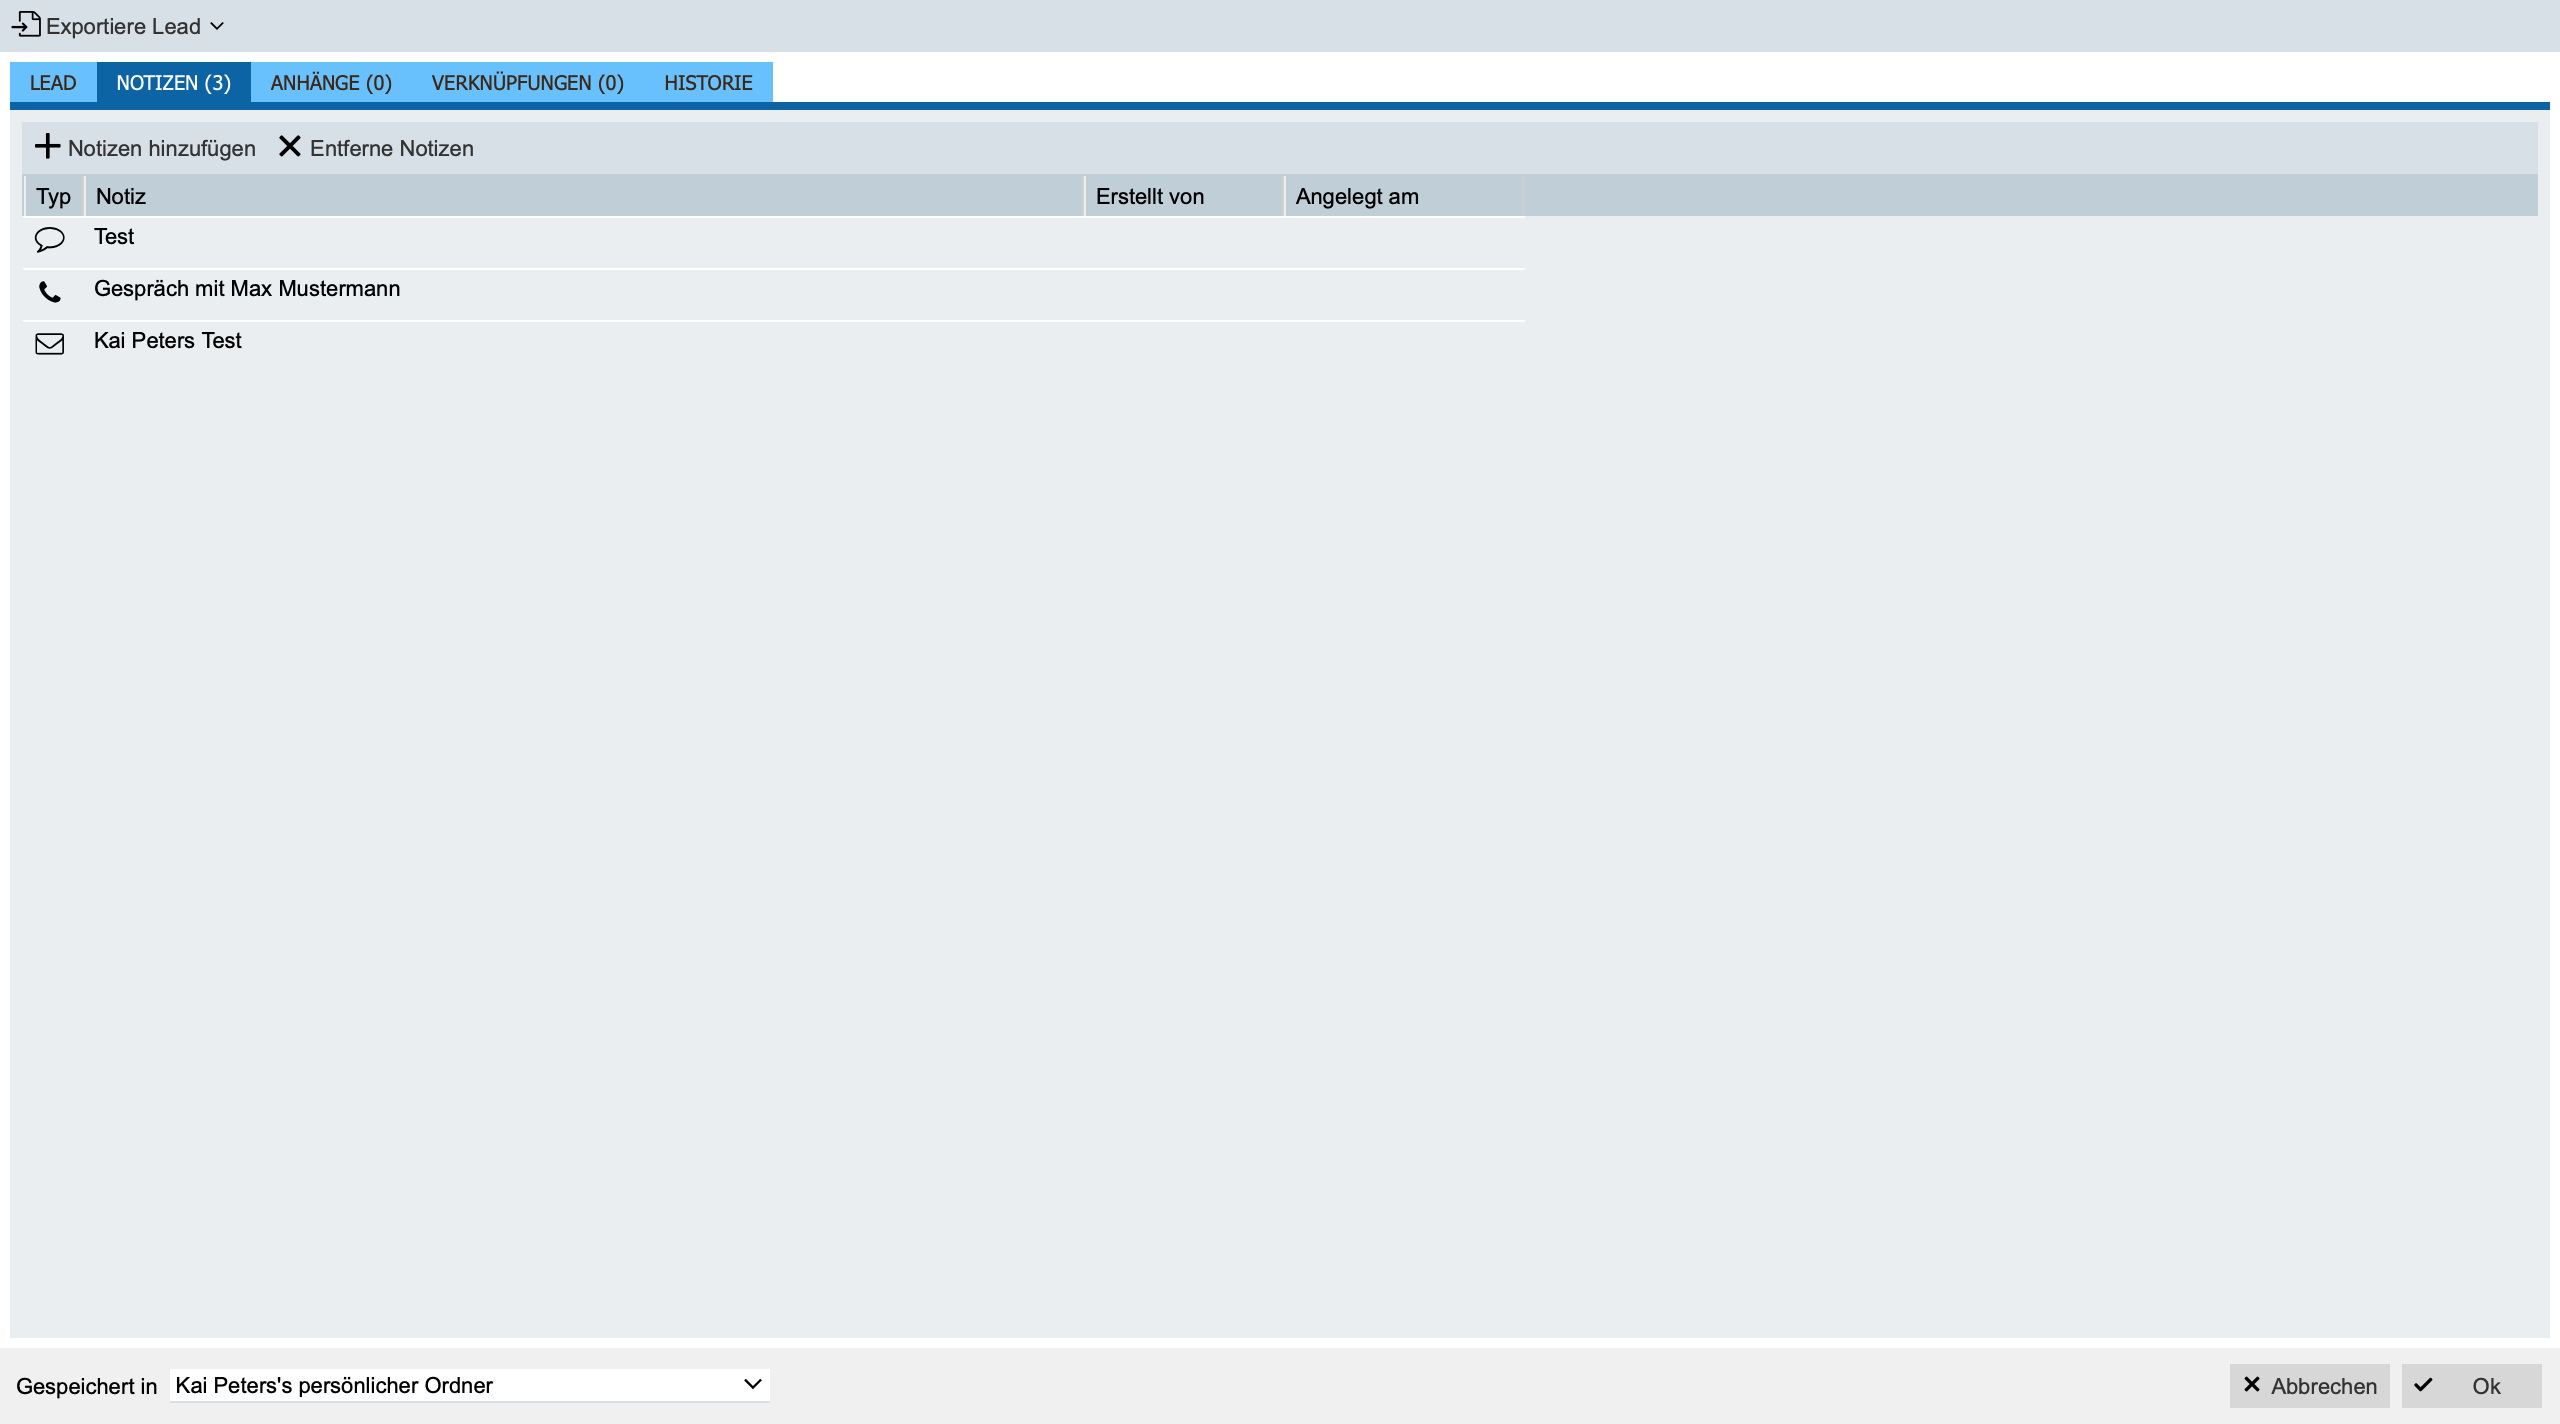 Exportiere Lead
LEAD NOTIZEN (3) ANHÄNGE (0) VERKNÜPFUNGEN (0) HISTORIE
Notizen hinzufügen Entferne Notizen
Typ Notiz Erstellt von Angelegt am
Test
Gespräch mit Max Mustermann
Kai Peters Test
Gespeichert in Kai Peters's persönlicher Ordner Abbrechen Ok